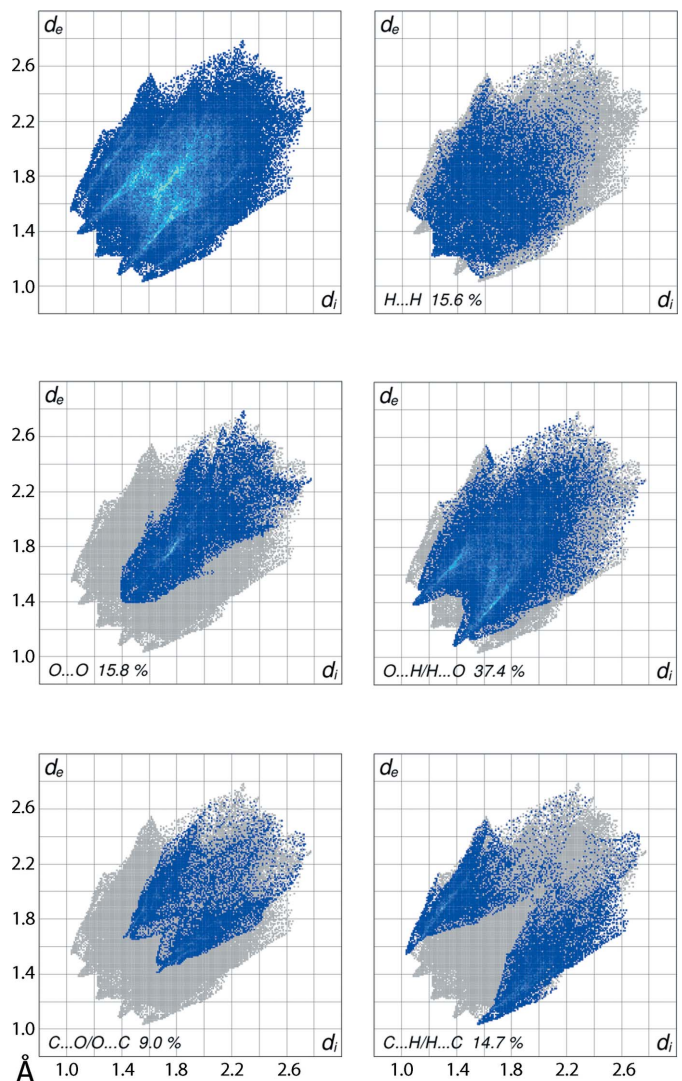 de
de
2.6
2.2
1.8
1.4
1.0
di
H...H 15.6 %
di
de
de
2.6
2.2
1.8
1.4
1.0
O...O 15.8 %
di
O...H/H...O 37.4 %
di
de
de
2.6
2.2
1.8
1.4
1.0
C...O/O...C 9.0 %
di
C...H/H...C 14.7 %
di
Å
1.0 1.4 1.8 2.2 2.6
1.0 1.4 1.8 2.2 2.6